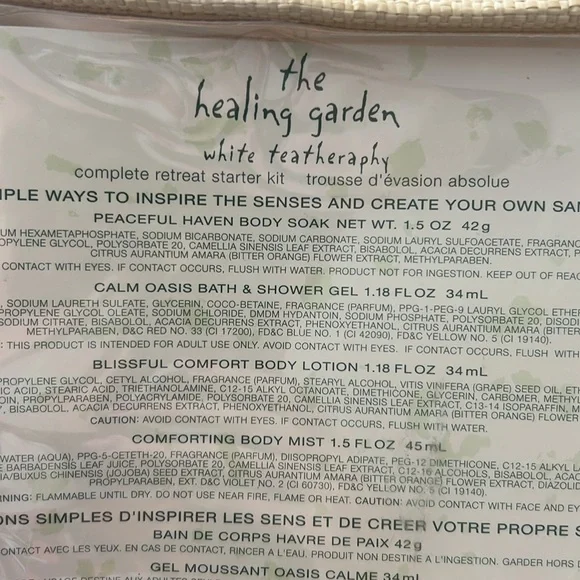 the
healing garden
white teatheraphy
complete retreat starter kit trousse d'évasion absolue
MPLE WAYS TO INSPIRE THE SENSES AND CREATE YOUR OWN SAN
PEACEFUL HAVEN BODY SOAK NET WT. 1.5 OZ 42g
UM HEXAMETAPHOSPHATE, SODIUM BICARBONATE, SODIUM CARBONATE, SODIUM LAURYL SULFOACETATE, FRAGRANC
OPYLENE GLYCOL, POLYSORBATE 20, CAMELLIA SINENSIS LEAF EXTRACT, BISABOLOL, ACACIA DECURRENS EXTRACT, P
CITRUS AURANTIUM AMARA (BITTER ORANGE) FLOWER EXTRACT, METHYLPARABEN.
CONTACT WITH EYES. IF CONTACT OCCURS, FLUSH WITH WATER. PRODUCT NOT FOR INGESTION. KEEP OUT OF REAC
CALM OASIS BATH & SHOWER GEL 1.18 FL OZ 34mL
, SODIUM LAURETH SULFATE, GLYCERIN, COCO-BETAINE, FRAGRANCE (PARFUM), PPG-1-PEG-9 LAURYL GLYCOL ETHER
PROPYLENE GLYCOL OLEATE, SODIUM CHLORIDE, DMDM HYDANTOIN, SODIUM PHOSPHATE, POLYSORBATE 20, DISOD
SODIUM CITRATE, BISABOLOL, ACACIA DECURRENS EXTRACT, PHENOXYETHANOL, CITRUS AURANTIUM AMARA (BITTER
METHYLPARABEN, D&C RED NO. 33 (CI 17200), FD&C BLUE NO. 1 (CI 42090), FD&C YELLOW NO. 5 (CI 19140).
: THIS PRODUCT IS INTENDED FOR ADULT USE ONLY. AVOID CONTACT WITH EYES. IF CONTACT OCCURS, FLUSH WITH
BLISSFUL COMFORT BODY LOTION 1.18 FL OZ 34mL
PROPYLENE GLYCOL, CETYL ALCOHOL, FRAGRANCE (PARFUM), STEARYL ALCOHOL, VITIS VINIFERA (GRAPE) SEED OIL, ETH
IC ACID, STEARIC ACID, TRIETHANOLAMINE, C12-15 ALKYL OCTANOATE, DIMETHICONE, GLYCERIN, CARBOMER, METHYL
OIN, PROPYLPARABEN, POLYACRYLAMIDE, POLYSORBATE 20, CAMELLIA SINENSIS LEAF EXTRACT, C13-14 ISOPARAFFIN, M
, BISABOLOL, ACACIA DECURRENS EXTRACT, PHENOXYETHANOL, CITRUS AURANTIUM AMARA (BITTER ORANGE) FLOWER
CAUTION: AVOID CONTACT WITH EYES. IF CONTACT OCCURS, FLUSH WITH WATER.
COMFORTING BODY MIST 1.5 FL OZ 45mL
WATER (AQUA), PPG-5-CETETH-20, FRAGRANCE (PARFUM), DIISOPROPYL ADIPATE, PEG-12 DIMETHICONE, C12-15 ALKYL L
E BARBADENSIS LEAF JUICE, POLYSORBATE 20, CAMELLIA SINENSIS LEAF EXTRACT, C12-16 ALCOHOLS, BISABOLOL, ACAC
IA/BUXUS CHINENSIS (JOJOBA) SEED EXTRACT, CITRUS AURANTIUM AMARA (BITTER ORANGE) FLOWER EXTRACT, DIAZOL
PROPYLPARABEN, EXT. D&C VIOLET NO. 2 (CI 60730), FD&C YELLOW NO. 5 (CI 19140).
NING: FLAMMABLE UNTIL DRY. DO NOT USE NEAR FIRE, FLAME OR HEAT. CAUTION: AVOID CONTACT WITH FACE AND EY
ONS SIMPLES D'INSPIRER LES SENS ET DE CREER VOTRE PROPRE S
BAIN DE CORPS HAVRE DE PAIX 42g
CONTACT AVEC LES YEUX. EN CAS DE CONTACT, RINCER A L'EAU. PRODUIT NON DESTINE A L'INGESTION. GARDER HORS D
GEL MOUSSANT OASIS CALME 34mL